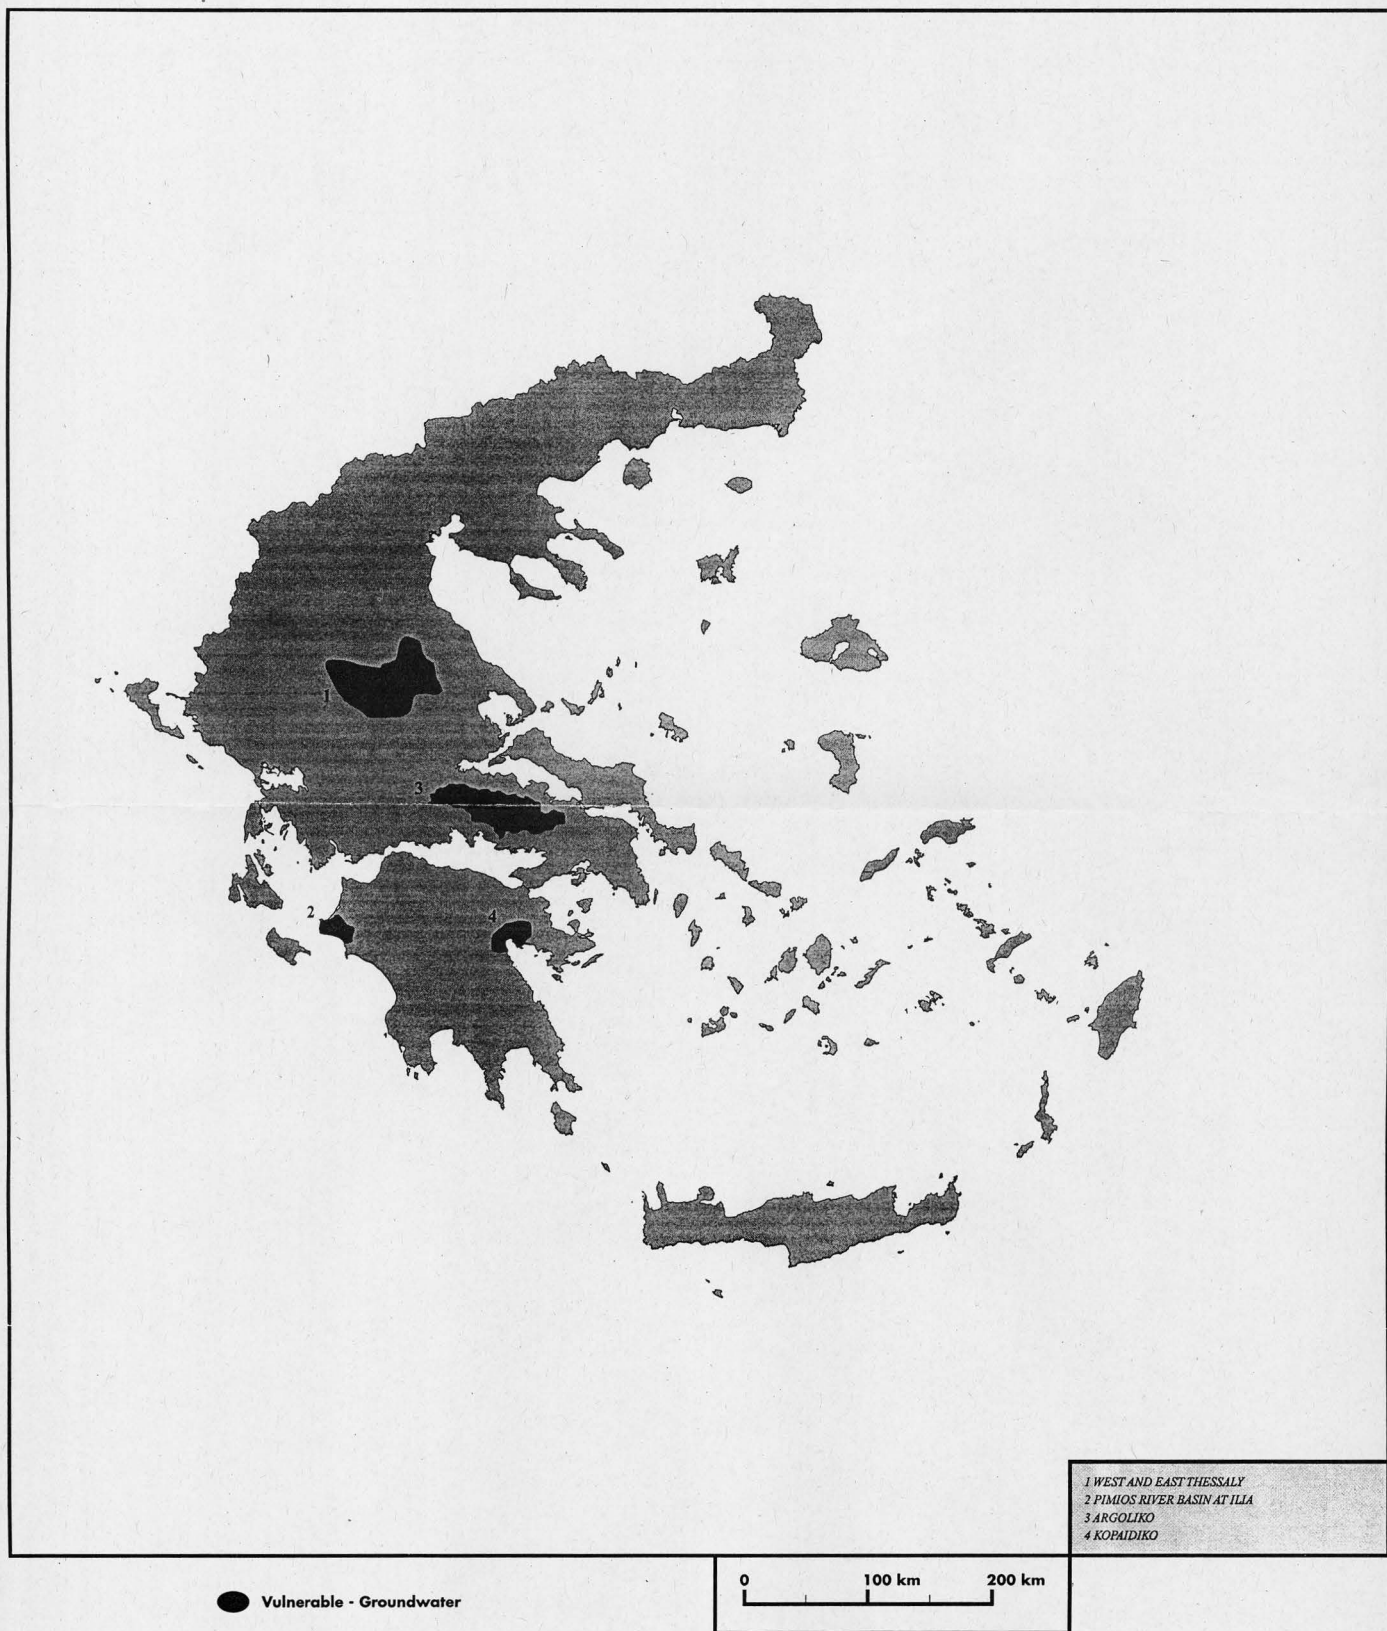 1
3
2
4
1 WEST AND EAST THESSALY
2 PIMIOS RIVER BASIN AT ILIA
3 ARGOLIKO
4 KOPAIDIKO
Vulnerable - Groundwater
0 100 km 200 km